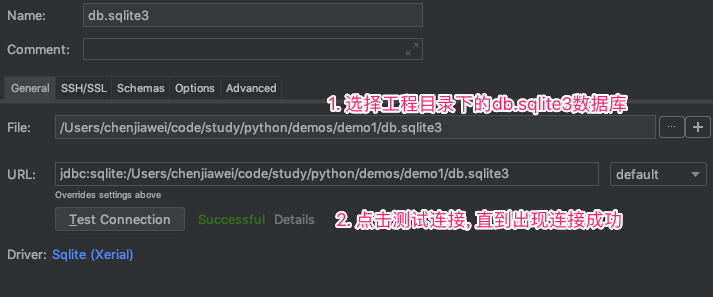 Name: db.sqlite3
Comment:
General SSH/SSL Schemas Options Advanced
1. 选择工程目录下的db.sqlite3数据库
File: /Users/chenjiawei/code/study/python/demos/demo1/db.sqlite3 ... +
URL: jdbc:sqlite:/Users/chenjiawei/code/study/python/demos/demo1/db.sqlite3 default
Overrides settings above
Test Connection Successful Details 2. 点击测试连接, 直到出现连接成功
Driver: Sqlite (Xerial)